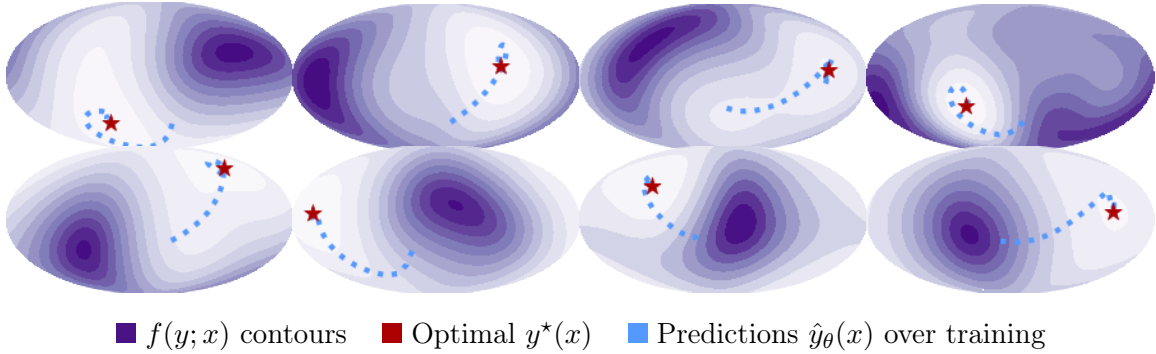 f(y; x) contours
Optimal y⋆(x)
Predictions ŷθ(x) over training